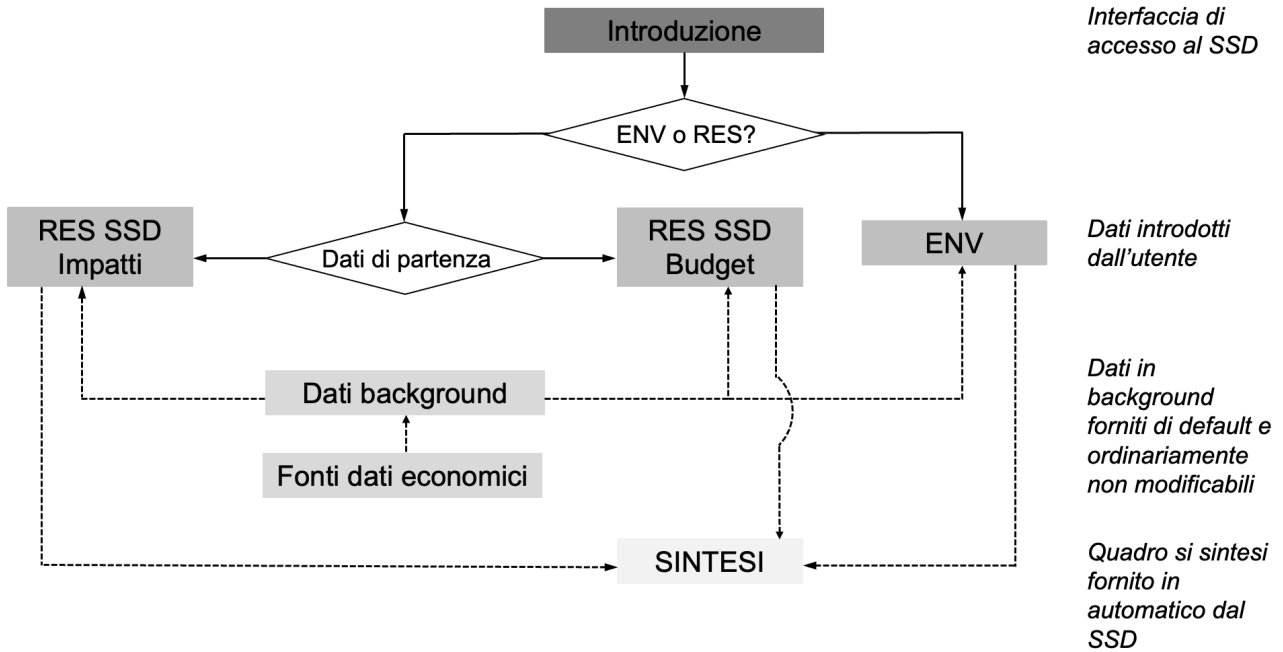 Introduzione
Interfaccia di
accesso al SSD
ENV o RES?
RES SSD
Impatti
Dati di partenza
RES SSD
Budget
ENV
Dati introdotti
dall'utente
Dati background
Fonti dati economici
Dati in
background
forniti di default e
ordinariamente
non modificabili
SINTESI
Quadro si sintesi
fornito in
automatico dal
SSD